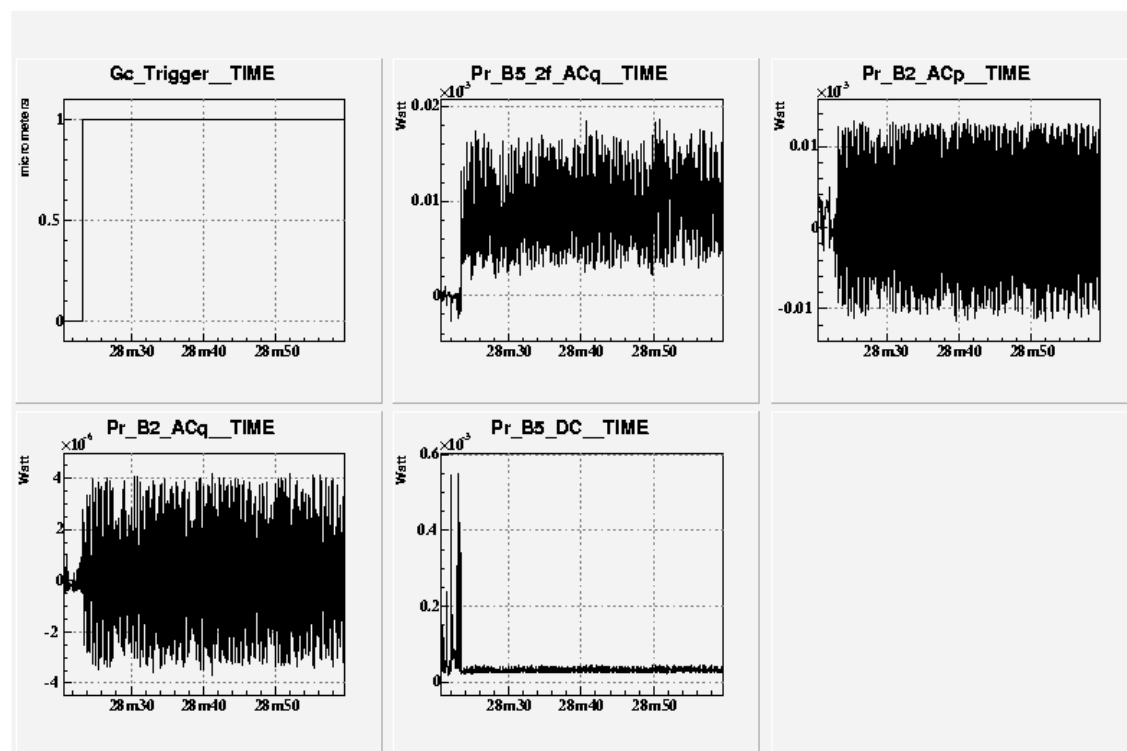 Gc_Trigger__TIME
micrometers
1
0.5
0
28m30 28m40 28m50
Pr_B5_2f_ACq__TIME
×10⁻³
Watt
0.02
0.01
0
28m30 28m40 28m50
Pr_B2_ACp__TIME
×10⁻³
Watt
0.01
0
-0.01
28m30 28m40 28m50
Pr_B2_ACq__TIME
×10⁻⁶
Watt
4
2
0
-2
-4
28m30 28m40 28m50
Pr_B5_DC__TIME
×10⁻³
Watt
0.6
0.4
0.2
0
28m30 28m40 28m50